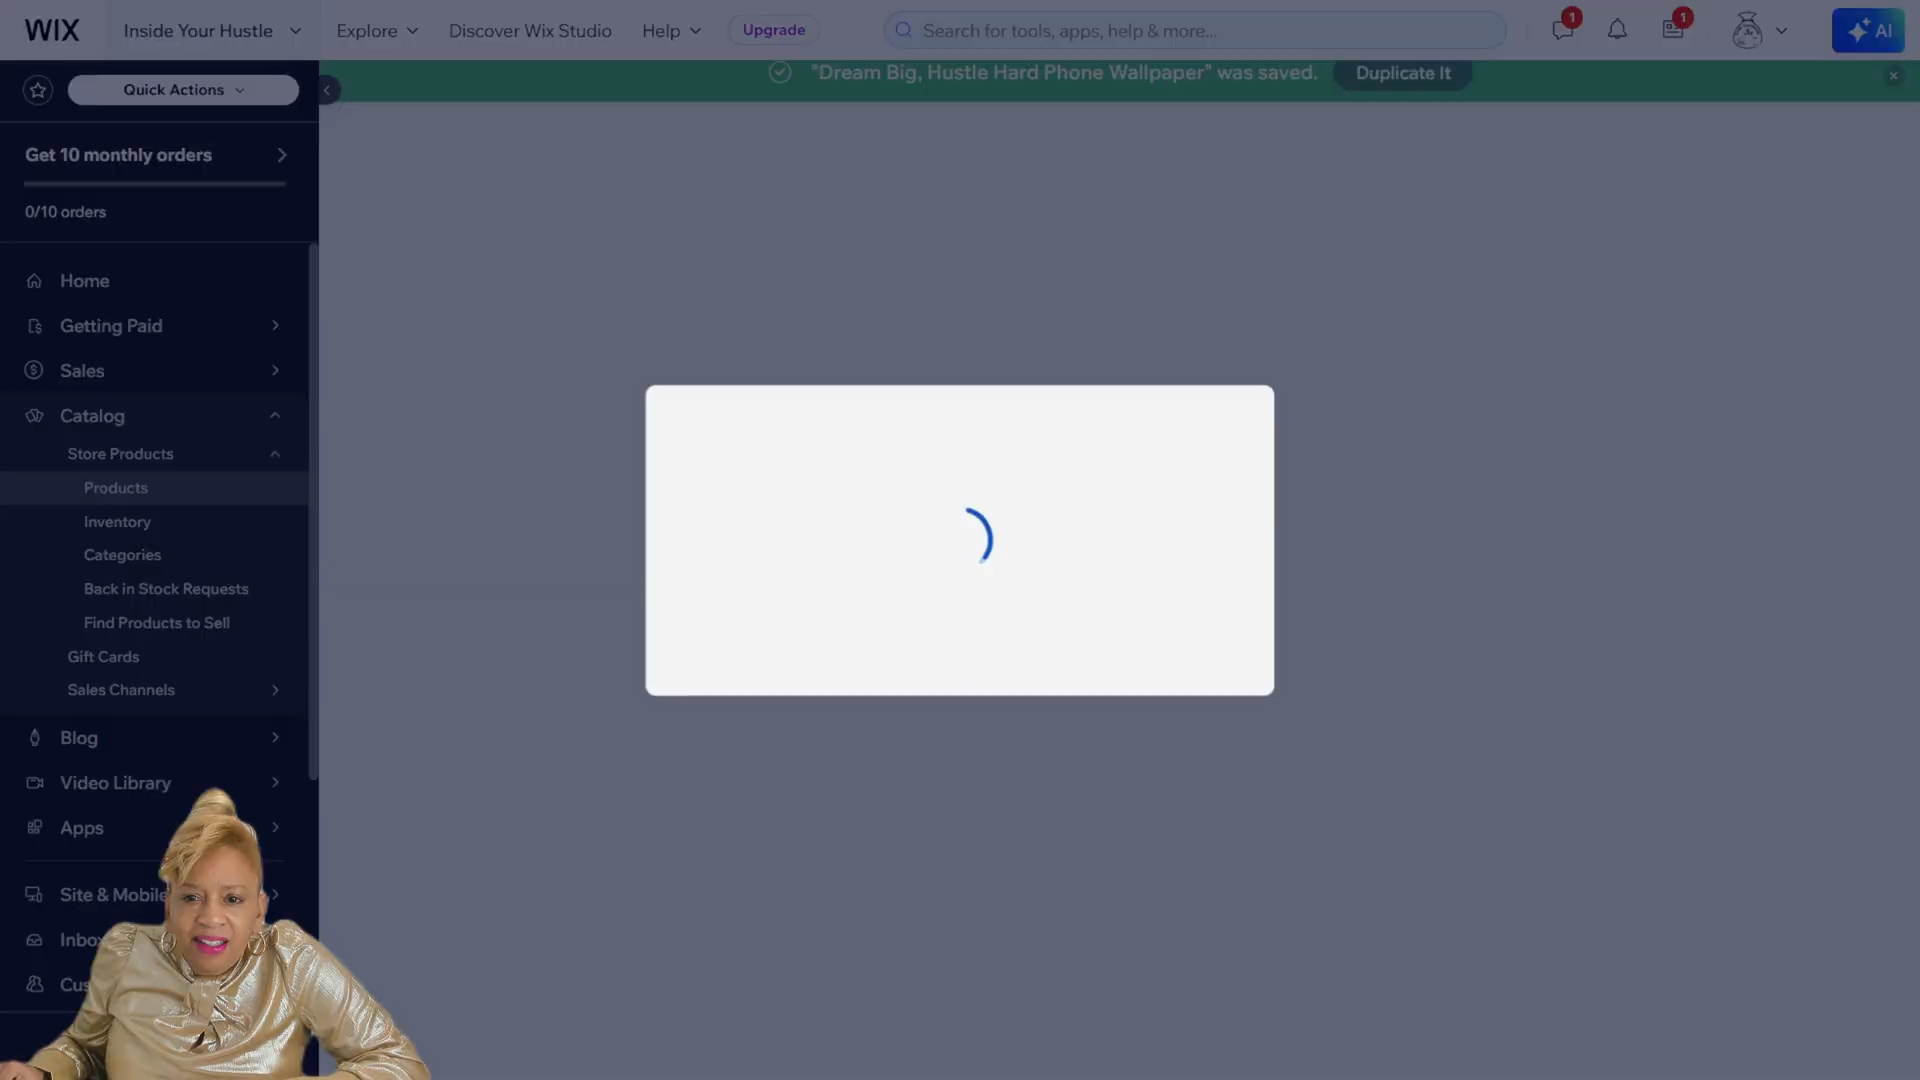 WIX
Inside Your Hustle
Explore
Discover Wix Studio
Help
Upgrade
Search for tools, apps, help & more...
1
1
AI
Quick Actions
"Dream Big, Hustle Hard Phone Wallpaper" was saved.
Duplicate It
Get 10 monthly orders
0/10 orders
Home
Getting Paid
Sales
Catalog
Store Products
Products
Inventory
Categories
Back in Stock Requests
Find Products to Sell
Gift Cards
Sales Channels
Blog
Video Library
Apps
Site & Mobile
Inbo
Cus